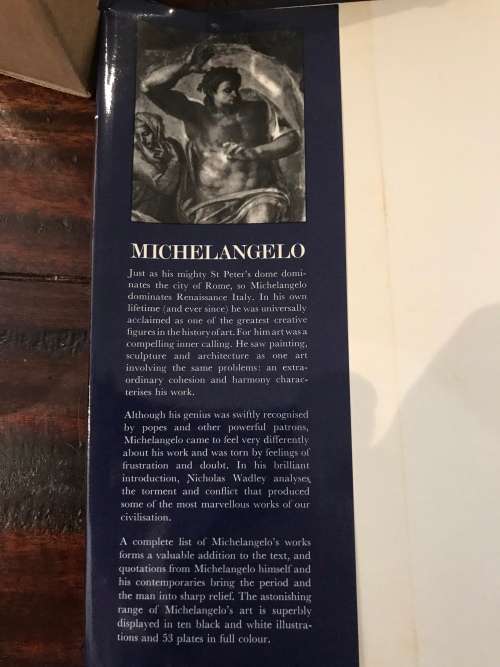 MICHELANGELO
Just as his mighty St Peter's dome domi-
nates the city of Rome, so Michelangelo
dominates Renaissance Italy. In his own
lifetime (and ever since) he was universally
acclaimed as one of the greatest creative
figures in the history of art. For him art was a
compelling inner calling. He saw painting,
sculpture and architecture as one art
involving the same problems: an extra-
ordinary cohesion and harmony charac-
terises his work.
Although his genius was swiftly recognised
by popes and other powerful patrons,
Michelangelo came to feel very differently
about his work and was torn by feelings of
frustration and doubt. In his brilliant
introduction, Nicholas Wadley analyses
the torment and conflict that produced
some of the most marvellous works of our
civilisation.
A complete list of Michelangelo's works
forms a valuable addition to the text, and
quotations from Michelangelo himself and
his contemporaries bring the period and
the man into sharp relief. The astonishing
range of Michelangelo's art is superbly
displayed in ten black and white illustra-
tions and 53 plates in full colour.